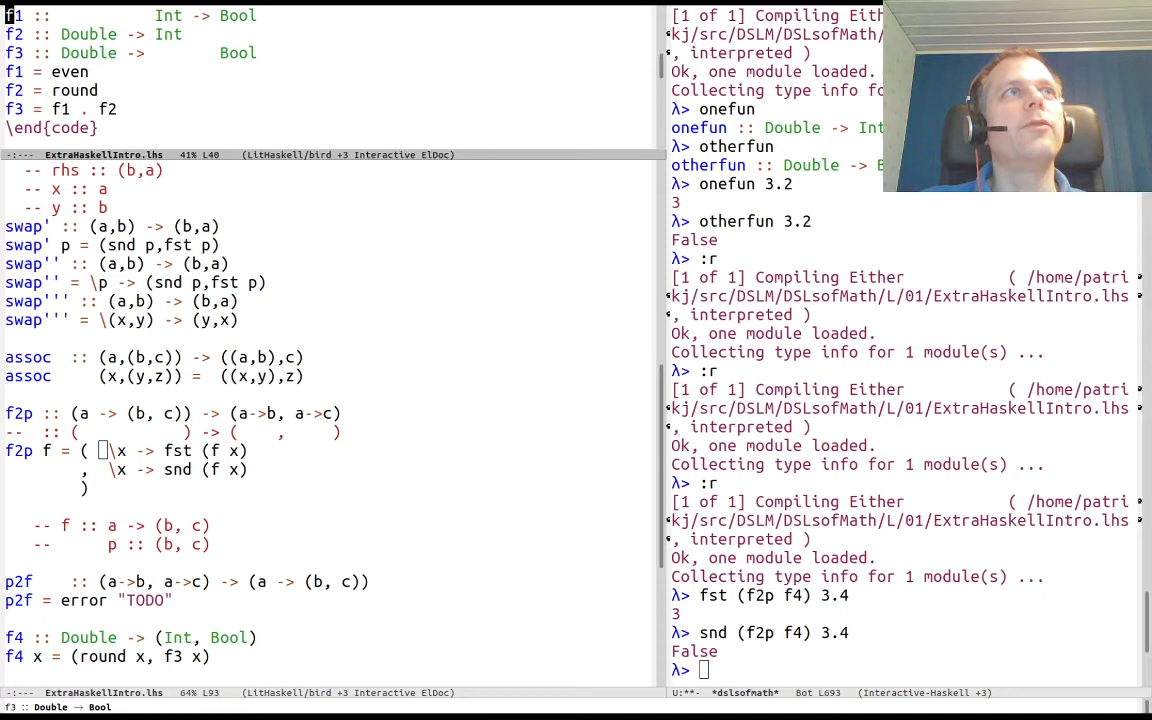 f1 ::           Int -> Bool
f2 :: Double -> Int
f3 :: Double ->        Bool
f1 = even
f2 = round
f3 = f1 . f2
\end{code}
-:---  ExtraHaskellIntro.lhs   41% L40    (LitHaskell/bird +3 Interactive ElDoc)
-- rhs :: (b,a)
-- x :: a
-- y :: b
swap' :: (a,b) -> (b,a)
swap' p = (snd p,fst p)
swap'' :: (a,b) -> (b,a)
swap'' = \p -> (snd p,fst p)
swap''' :: (a,b) -> (b,a)
swap''' = \(x,y) -> (y,x)
assoc  :: (a,(b,c)) -> ((a,b),c)
assoc     (x,(y,z)) =  ((x,y),z)
f2p :: (a -> (b, c)) -> (a->b, a->c)
--  :: (            ) -> (    ,     )
f2p f = (  \x -> fst (f x)
        ,  \x -> snd (f x)
        )
-- f :: a -> (b, c)
--      p :: (b, c)
p2f    :: (a->b, a->c) -> (a -> (b, c))
p2f = error "TODO"
f4 :: Double -> (Int, Bool)
f4 x = (round x, f3 x)
-:---  ExtraHaskellIntro.lhs   64% L93    (LitHaskell/bird +3 Interactive ElDoc)
f3 :: Double → Bool
[1 of 1] Compiling Eith
kj/src/DSLM/DSLsofMath/
, interpreted )
Ok, one module loaded.
Collecting type info fo
λ> onefun
onefun :: Double -> Int
λ> otherfun
otherfun :: Double -> B
λ> onefun 3.2
3
λ> otherfun 3.2
False
λ> :r
[1 of 1] Compiling Either           ( /home/patri
kj/src/DSLM/DSLsofMath/L/01/ExtraHaskellIntro.lhs
, interpreted )
Ok, one module loaded.
Collecting type info for 1 module(s) ...
λ> :r
[1 of 1] Compiling Either           ( /home/patri
kj/src/DSLM/DSLsofMath/L/01/ExtraHaskellIntro.lhs
, interpreted )
Ok, one module loaded.
Collecting type info for 1 module(s) ...
λ> :r
[1 of 1] Compiling Either           ( /home/patri
kj/src/DSLM/DSLsofMath/L/01/ExtraHaskellIntro.lhs
, interpreted )
Ok, one module loaded.
Collecting type info for 1 module(s) ...
λ> fst (f2p f4) 3.4
3
λ> snd (f2p f4) 3.4
False
λ>
U:**-  *dslsofmath*   Bot L693   (Interactive-Haskell +3)